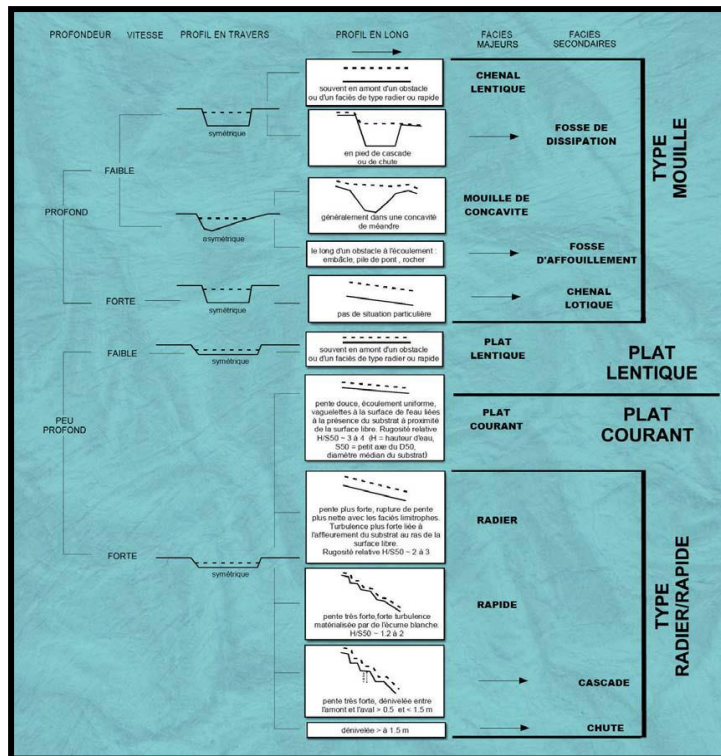 PROFONDEUR
VITESSE
PROFIL EN TRAVERS
PROFIL EN LONG
FACIÉS
MAJEURS
FACIÉS
SECONDAIRES
PROFOND
FAIBLE
symétrique
souvent en amont d'un obstacle
ou d'un faciès de type radier ou rapide
CHENAL
LENTIQUE
en pied de cascade
ou de chute
FOSSE DE
DISSIPATION
asymétrique
généralement dans une concavité
de méandre
MOUILLE DE
CONCAVITE
le long d'un obstacle à l'écoulement :
embâcle, pile de pont , rocher
FOSSE
D'AFFOUILLEMENT
FORTE
symétrique
pas de situation particulière
CHENAL
LOTIQUE
TYPE
MOUILLE
PEU
PROFOND
FAIBLE
symétrique
souvent en amont d'un obstacle
ou d'un faciès de type radier ou rapide
PLAT
LENTIQUE
PLAT
LENTIQUE
FORTE
symétrique
pente douce, écoulement uniforme,
vaguelettes à la surface de l'eau liées
à la présence du substrat à proximité
de la surface libre. Rugosité relative
H/S50 ~ 3 à 4 (H = hauteur d'eau,
S50 = petit axe du D50,
diamètre médian du substrat)
PLAT
COURANT
PLAT
COURANT
pente plus forte, rupture de pente
plus nette avec les faciès limitrophes.
Turbulence plus forte liée à
l'affleurement du substrat au ras de la
surface libre.
Rugosité relative H/S50 ~ 2 à 3
RADIER
pente très forte,forte turbulence
matérialisée par de l'écume blanche.
H/S50 ~ 1.2 à 2
RAPIDE
pente très forte, dénivelée entre
l'amont et l'aval > 0.5 et < 1.5 m
CASCADE
dénivelée > à 1.5 m
CHUTE
TYPE
RADIER/RAPIDE